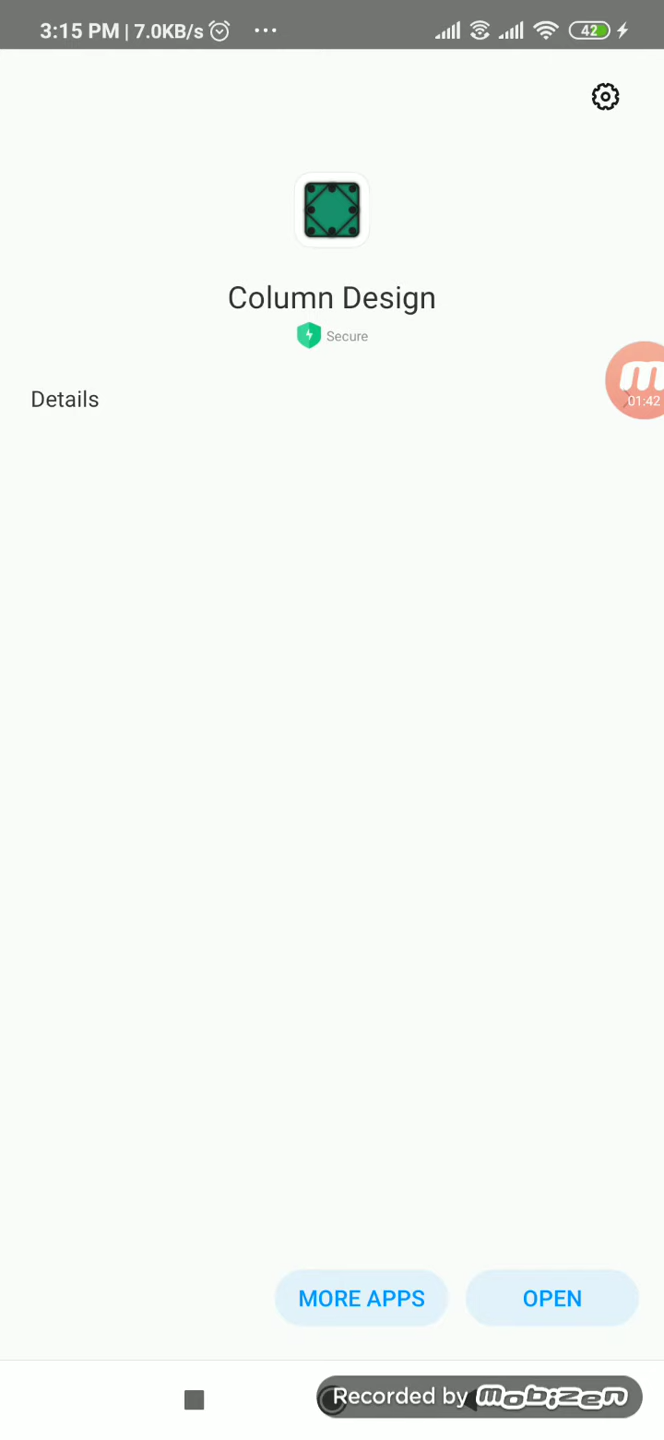 3:15 PM | 7.0KB/s ... 42
Column Design
Secure
Details
01:42
MORE APPS
OPEN
Recorded by mobizen